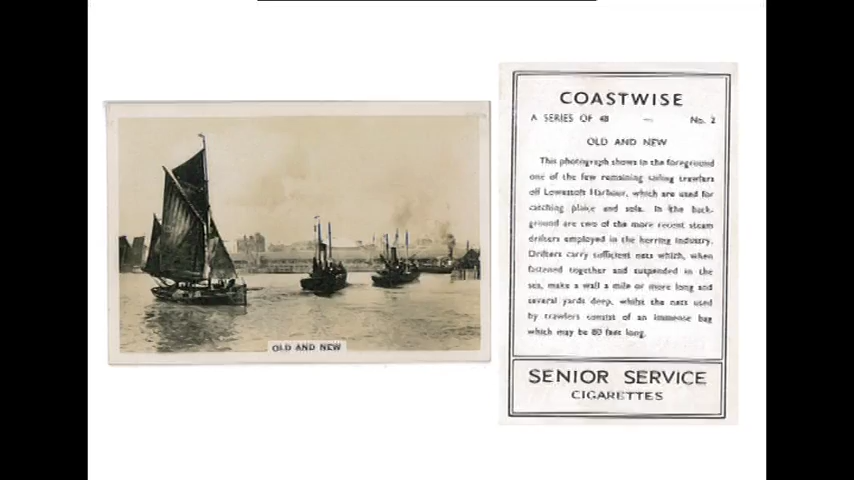 OLD AND NEW
COASTWISE
A SERIES OF 48 — No. 2
OLD AND NEW
This photograph shows in the foreground
one of the few remaining sailing trawlers
off Lowestoft Harbour, which are used for
catching plaice and sole. In the back-
ground are two of the more recent steam
drifters employed in the herring industry.
Drifters carry sufficient nets which, when
fastened together and suspended in the
sea, make a wall a mile or more long and
several yards deep, whilst the nets used
by trawlers consist of an immense bag
which may be 80 feet long.
SENIOR SERVICE
CIGARETTES